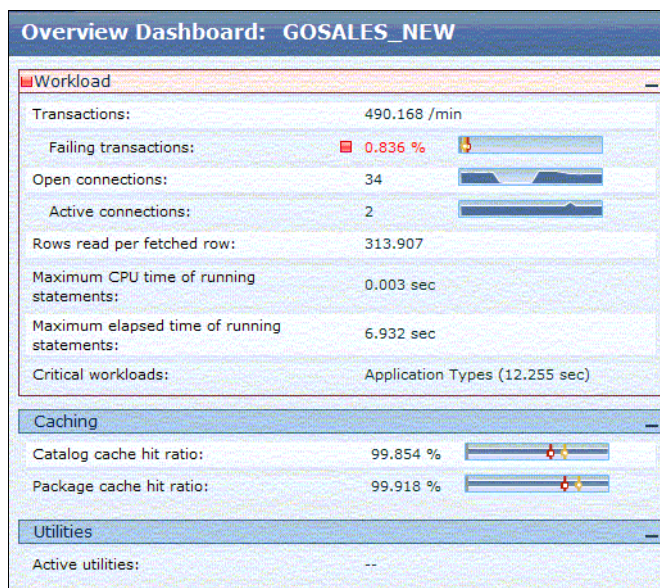 Overview Dashboard: GOSALES_NEW
Workload
Transactions: 490.168 /min
Failing transactions: 0.836 %
Open connections: 34
Active connections: 2
Rows read per fetched row: 313.907
Maximum CPU time of running
statements: 0.003 sec
Maximum elapsed time of running
statements: 6.932 sec
Critical workloads: Application Types (12.255 sec)
Caching
Catalog cache hit ratio: 99.854 %
Package cache hit ratio: 99.918 %
Utilities
Active utilities: --